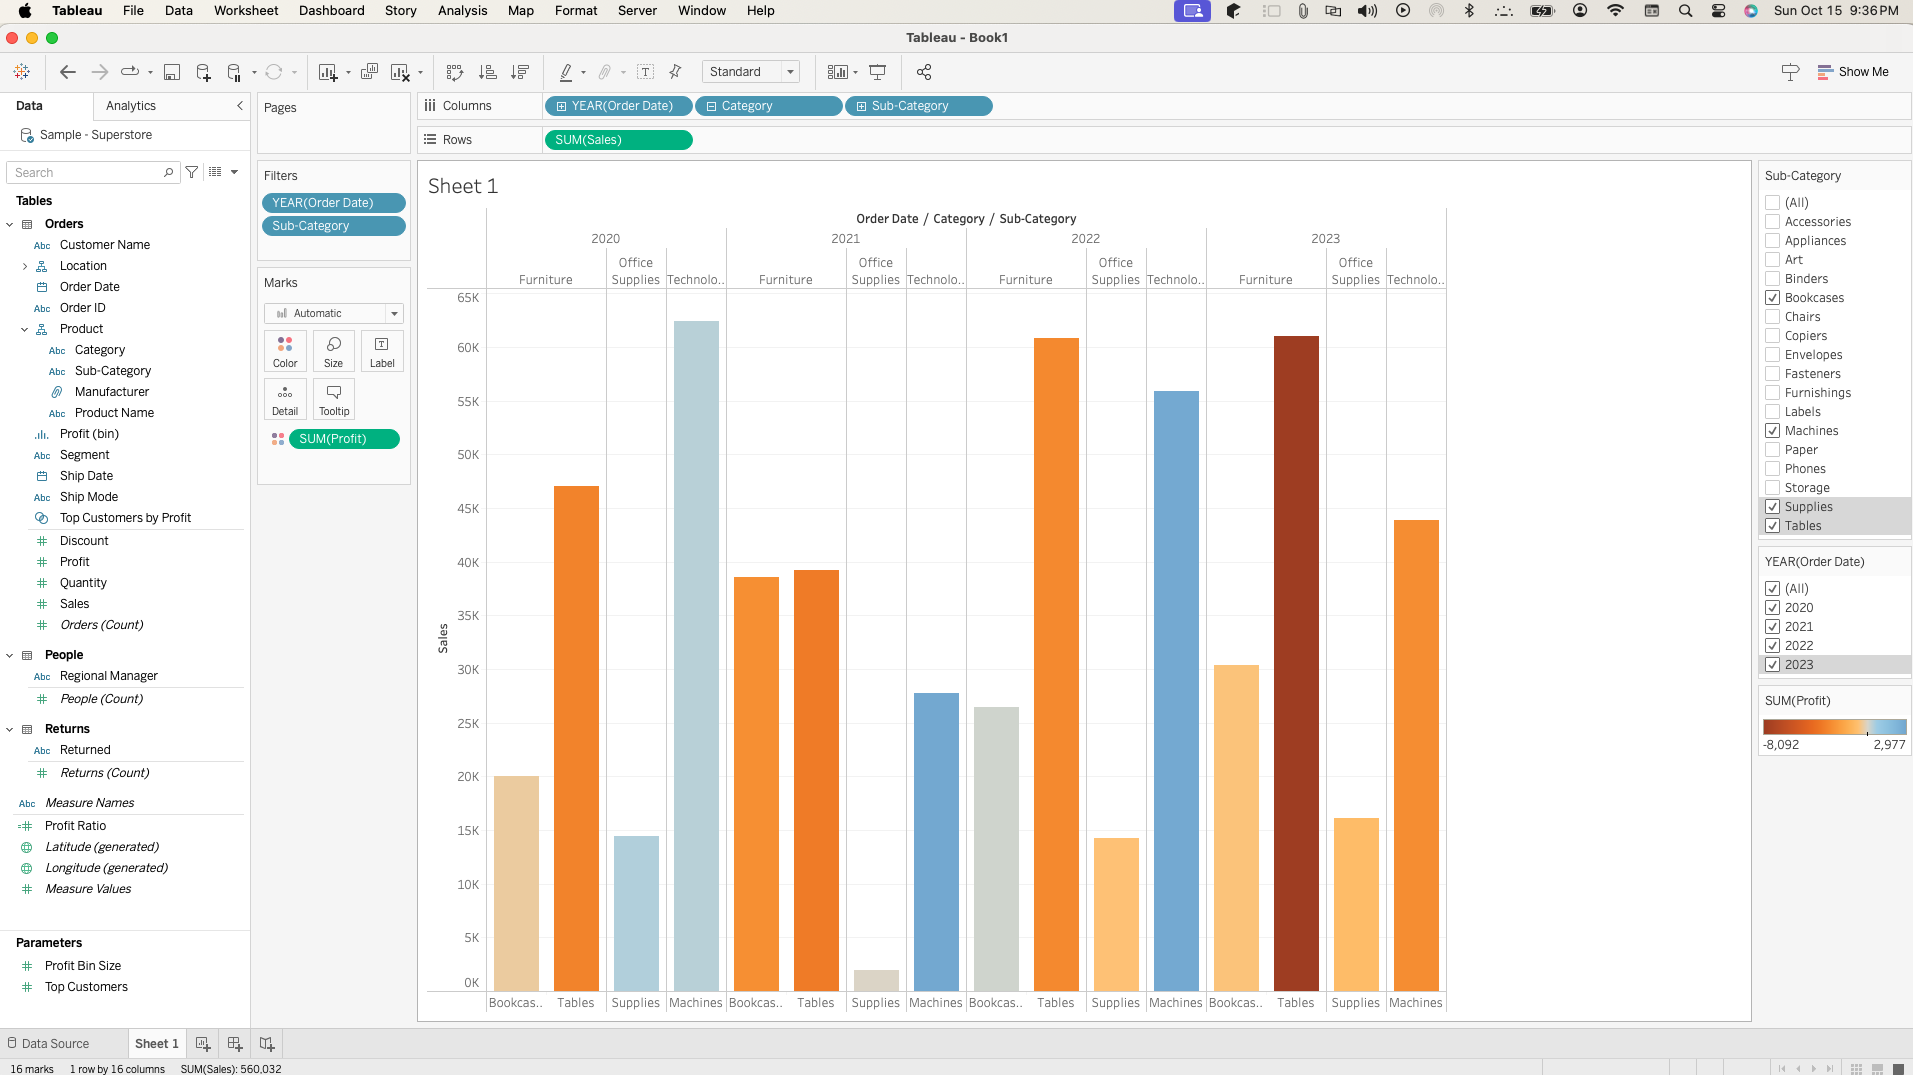 Tableau File Data Worksheet Dashboard Story Analysis Map Format Server Window Help Sun Oct 15 9:36 PM
Tableau - Book1
Standard
Show Me
Data Analytics
Sample - Superstore
Search
Tables
Orders
Abc Customer Name
Location
Order Date
Abc Order ID
Product
Abc Category
Abc Sub-Category
Manufacturer
Abc Product Name
Profit (bin)
Abc Segment
Ship Date
Abc Ship Mode
Top Customers by Profit
Discount
Profit
Quantity
Sales
Orders (Count)
People
Abc Regional Manager
People (Count)
Returns
Abc Returned
Returns (Count)
Abc Measure Names
Profit Ratio
Latitude (generated)
Longitude (generated)
Measure Values
Parameters
Profit Bin Size
Top Customers
Pages
Filters
YEAR(Order Date)
Sub-Category
Marks
Automatic
Color Size Label
Detail Tooltip
SUM(Profit)
Columns YEAR(Order Date) Category Sub-Category
Rows SUM(Sales)
Sheet 1
Order Date / Category / Sub-Category
2020 2021 2022 2023
Furniture Office Supplies Technolo.. Furniture Office Supplies Technolo.. Furniture Office Supplies Technolo.. Furniture Office Supplies Technolo..
65K
60K
55K
50K
45K
40K
35K
30K
25K
20K
15K
10K
5K
0K
Sales
Bookcas.. Tables Supplies Machines Bookcas.. Tables Supplies Machines Bookcas.. Tables Supplies Machines Bookcas.. Tables Supplies Machines
Sub-Category
(All)
Accessories
Appliances
Art
Binders
Bookcases
Chairs
Copiers
Envelopes
Fasteners
Furnishings
Labels
Machines
Paper
Phones
Storage
Supplies
Tables
YEAR(Order Date)
(All)
2020
2021
2022
2023
SUM(Profit)
-8,092 2,977
Data Source Sheet 1
16 marks 1 row by 16 columns SUM(Sales): 560,032